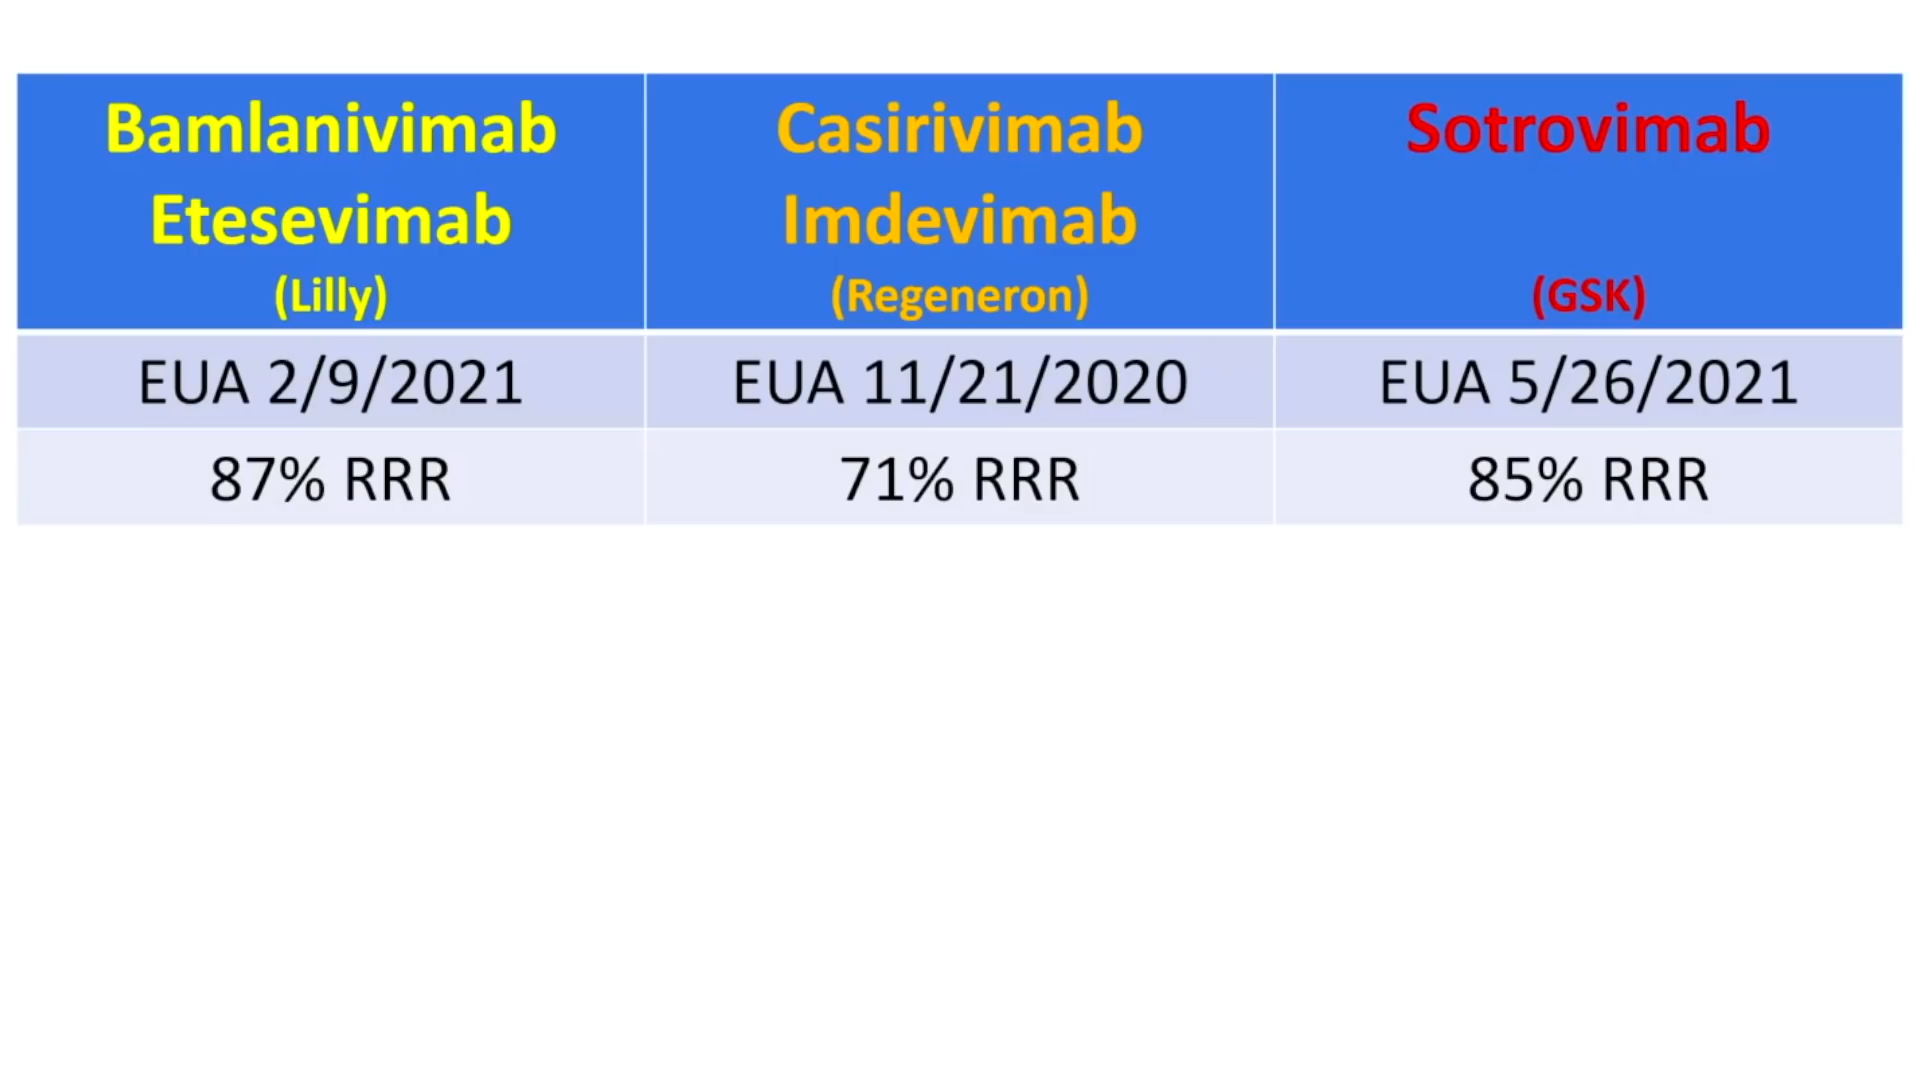 Bamlanivimab
Etesevimab
(Lilly)
Casirivimab
Imdevimab
(Regeneron)
Sotrovimab
(GSK)
EUA 2/9/2021
EUA 11/21/2020
EUA 5/26/2021
87% RRR
71% RRR
85% RRR